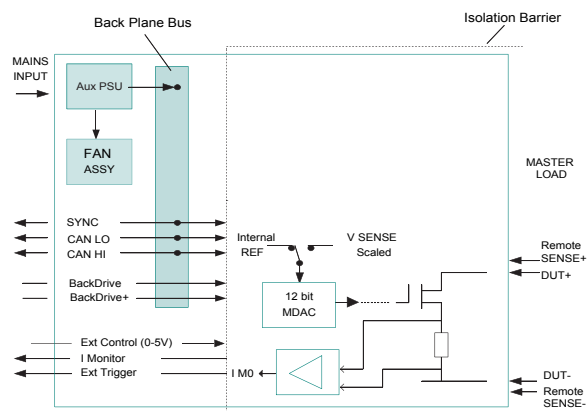 Isolation Barrier
Back Plane Bus
MAINS
INPUT
Aux PSU
FAN
ASSY
MASTER
LOAD
SYNC
CAN LO
CAN HI
Internal
REF
V SENSE
Scaled
Remote
SENSE+
DUT+
BackDrive
BackDrive+
12 bit
MDAC
Ext Control (0-5V)
I Monitor
Ext Trigger
I M0
DUT-
Remote
SENSE-